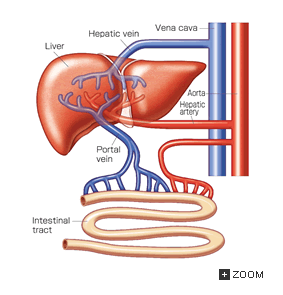 Vena cava
Hepatic vein
Liver
Aorta
Hepatic
artery
Portal
vein
Intestinal
tract
+ ZOOM